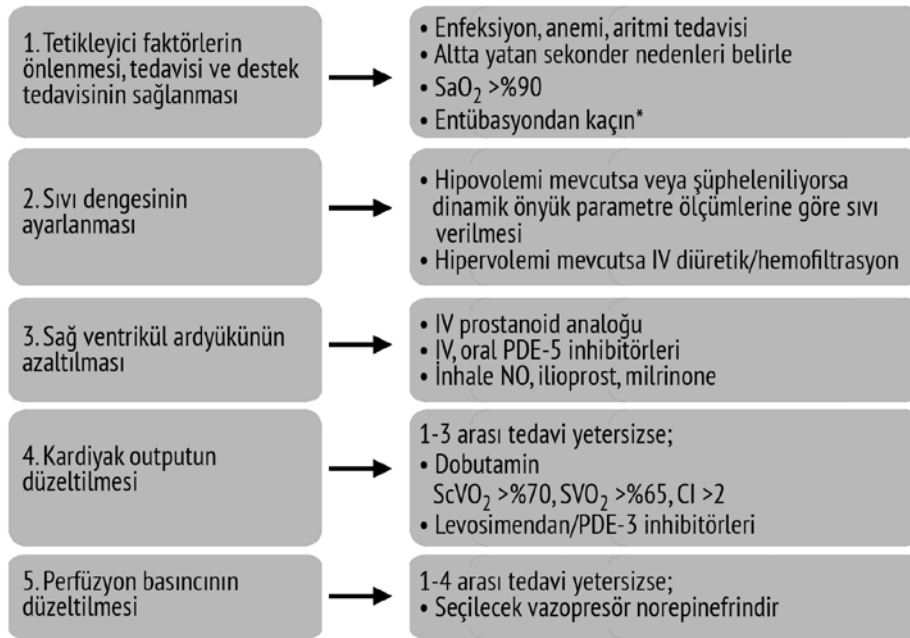 1. Tetikleyici faktörlerin
önlenmesi, tedavisi ve destek
tedavisinin sağlanması
• Enfeksiyon, anemi, aritmi tedavisi
• Altta yatan sekonder nedenleri belirle
• SaO₂ >%90
• Entübasyondan kaçın*
2. Sıvı dengesinin
ayarlanması
• Hipovolemi mevcutsa veya şüpheleniliyorsa
dinamik önyük parametre ölçümlerine göre sıvı
verilmesi
• Hipervolemi mevcutsa IV diüretik/hemofiltrasyon
3. Sağ ventrikül ardyükünün
azaltılması
• IV prostanoid analoğu
• IV, oral PDE-5 inhibitörleri
• İnhale NO, ilioprost, milrinone
4. Kardiyak outputun
düzeltilmesi
1-3 arası tedavi yetersizse;
• Dobutamin
ScVO₂ >%70, SVO₂ >%65, CI >2
• Levosimendan/PDE-3 inhibitörleri
5. Perfüzyon basıncının
düzeltilmesi
1-4 arası tedavi yetersizse;
• Seçilecek vazopresör norepinefrindir